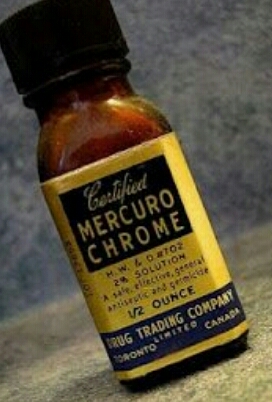 Certified
MERCURO
CHROME
H. W. & D. #702
2% SOLUTION
A safe, effective, general
antiseptic and germicide
1/2 OUNCE
DRUG TRADING COMPANY
LIMITED
TORONTO CANADA